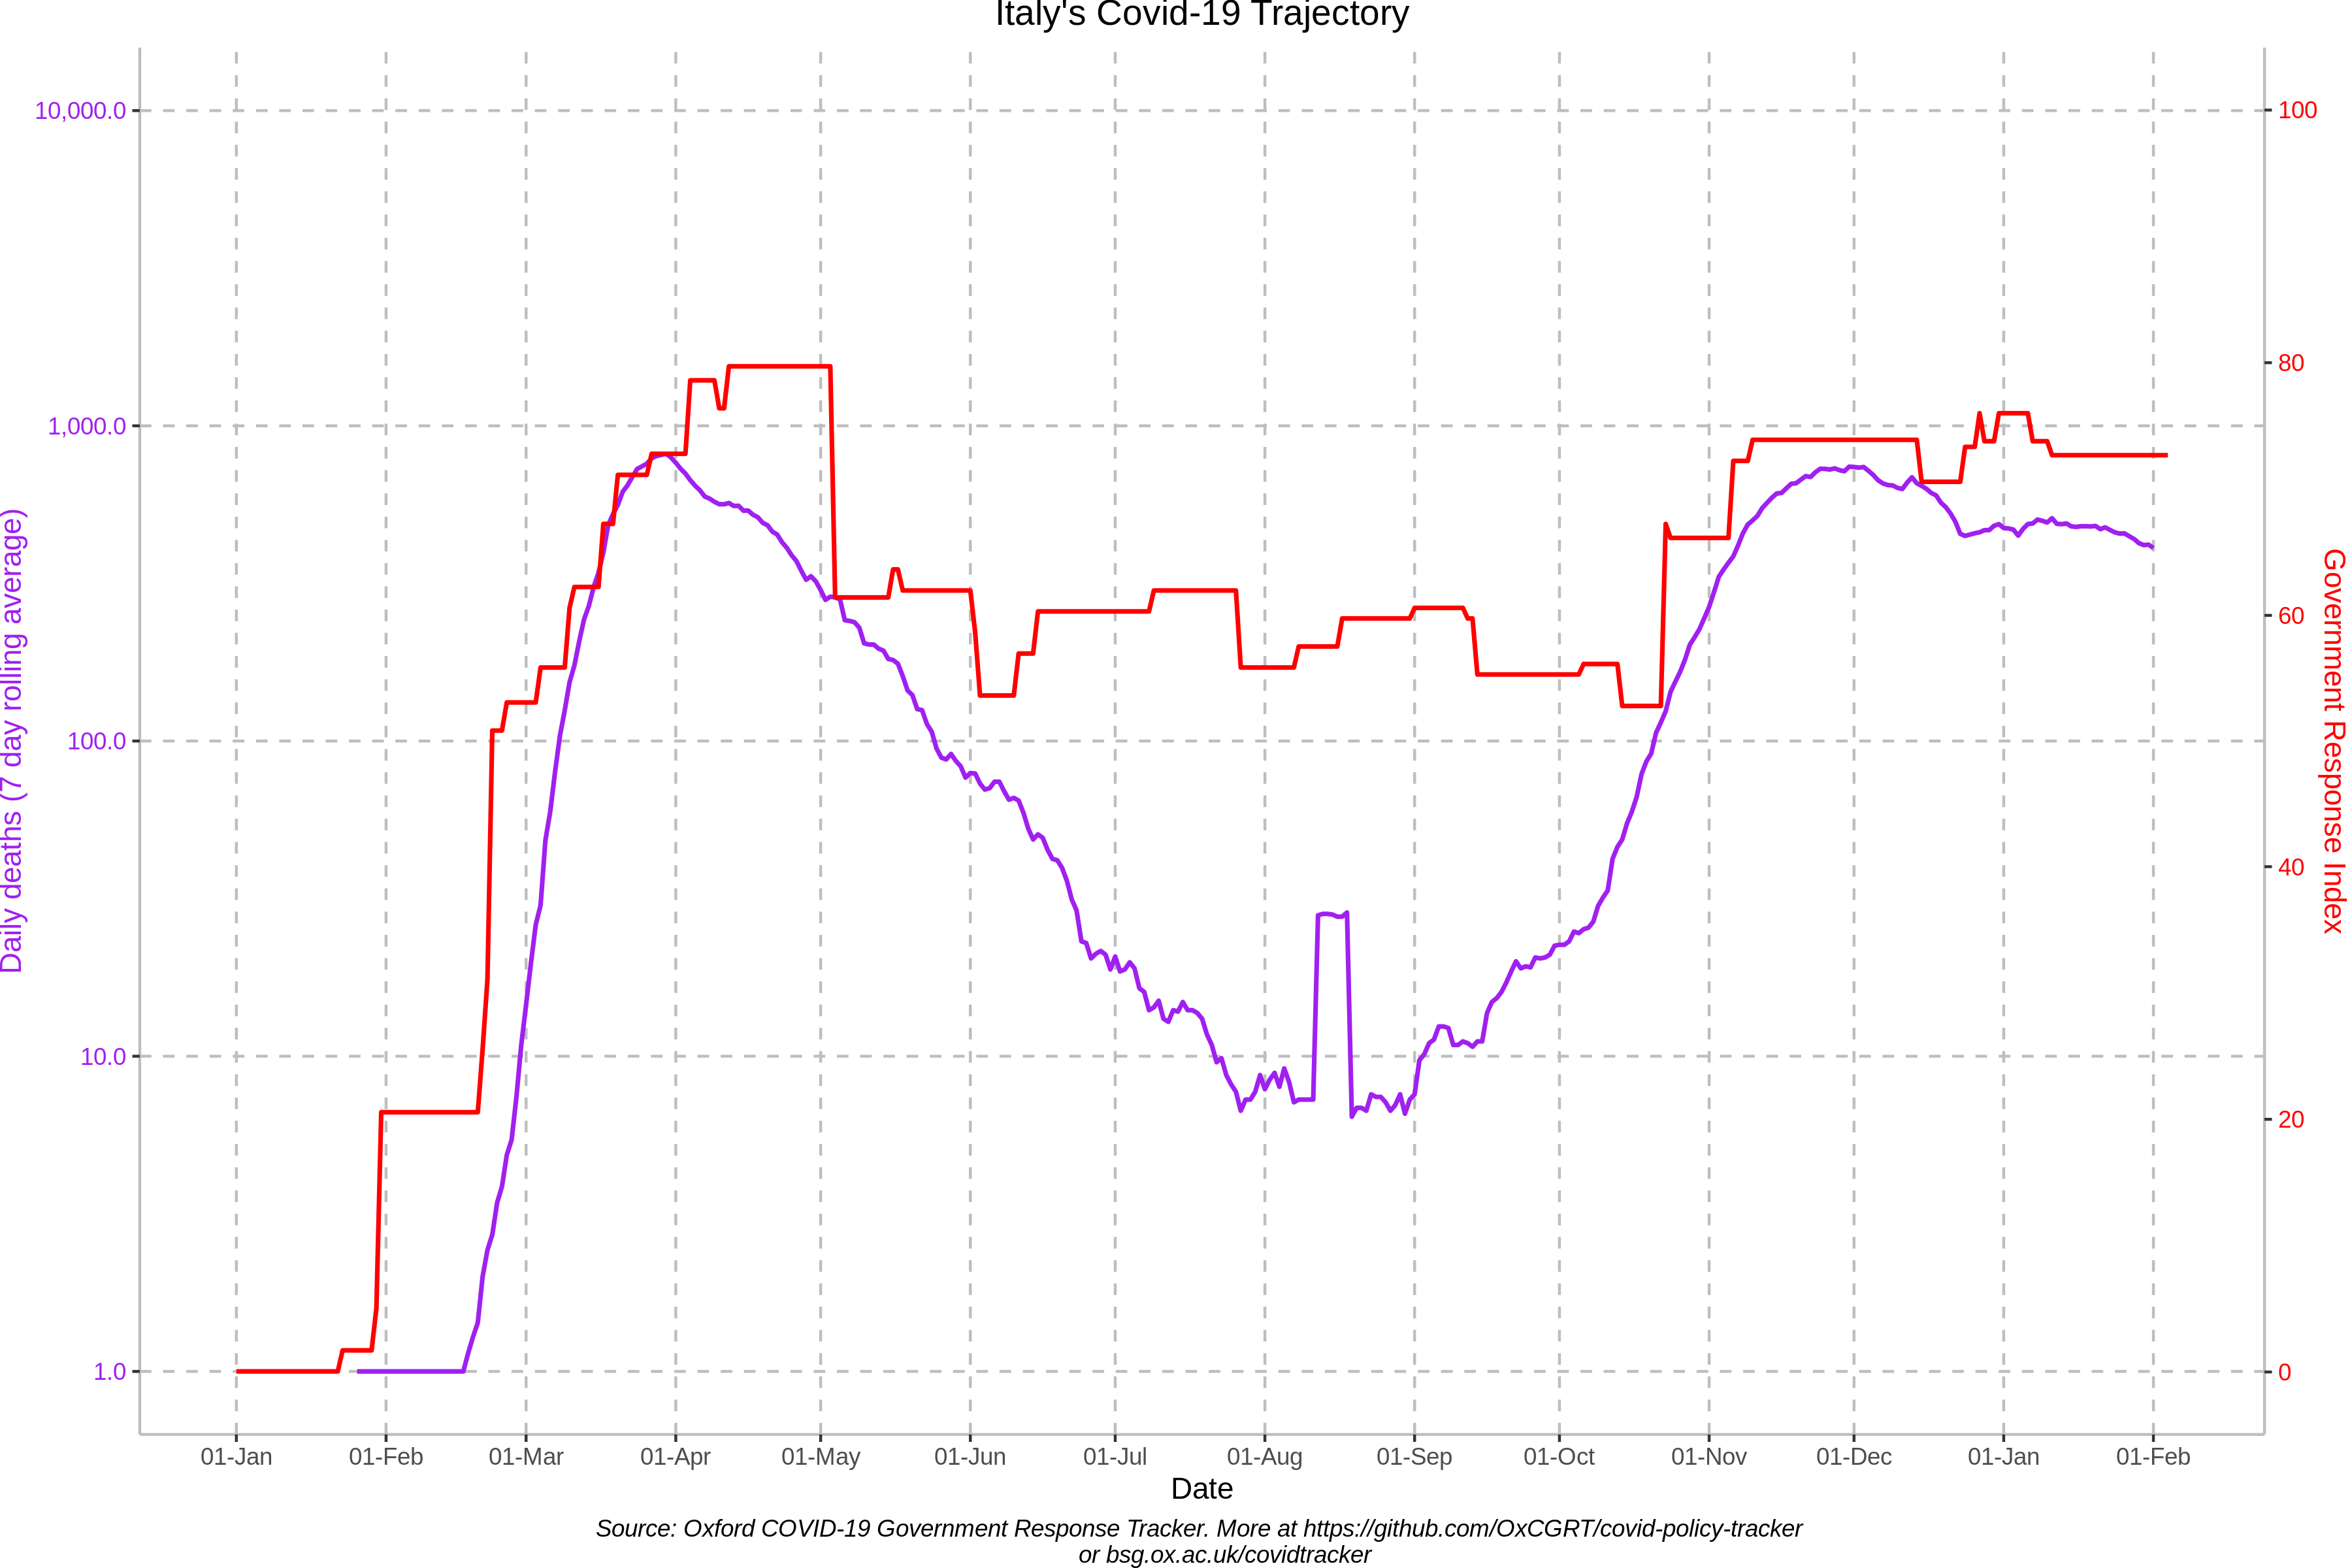 Italy's Covid-19 Trajectory
10,000.0
1,000.0
100.0
10.0
1.0
Daily deaths (7 day rolling average)
100
80
60
40
20
0
Government Response Index
01-Jan 01-Feb 01-Mar 01-Apr 01-May 01-Jun 01-Jul 01-Aug 01-Sep 01-Oct 01-Nov 01-Dec 01-Jan 01-Feb
Date
Source: Oxford COVID-19 Government Response Tracker. More at https://github.com/OxCGRT/covid-policy-tracker
or bsg.ox.ac.uk/covidtracker